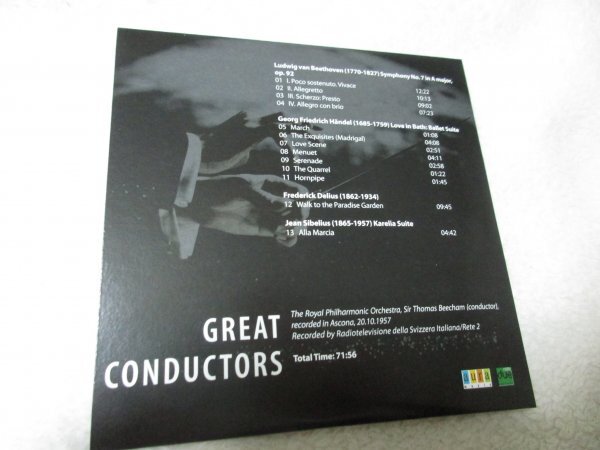 Ludwig van Beethoven (1770-1827) Symphony No. 7 in A major,
op. 92
01 I. Poco sostenuto. Vivace 12:22
02 II. Allegretto 10:13
03 III. Scherzo: Presto 09:02
04 IV. Allegro con brio 07:23
Georg Friedrich Händel (1685-1759) Love in Bath: Ballet Suite
05 March 01:08
06 The Exquisites (Madrigal) 04:08
07 Love Scene 02:51
08 Menuet 04:11
09 Serenade 02:58
10 The Quarrel 01:22
11 Hornpipe 01:45
Frederick Delius (1862-1934)
12 Walk to the Paradise Garden 09:45
Jean Sibelius (1865-1957) Karelia Suite
13 Alla Marcia 04:42
GREAT
CONDUCTORS
The Royal Philharmonic Orchestra, Sir Thomas Beecham (conductor),
recorded in Ascona, 20.10.1957
Recorded by Radiotelevisione della Svizzera Italiana/Rete 2
Total Time: 71:56
aura
music
due